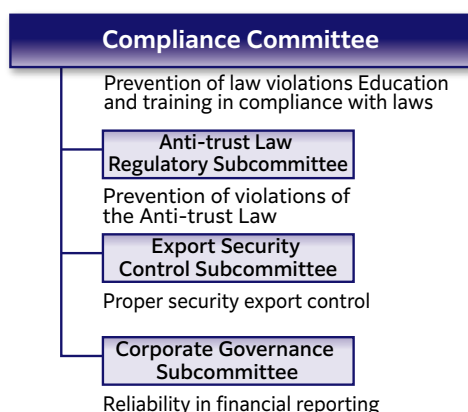 Compliance Committee
Prevention of law violations Education
and training in compliance with laws
Anti-trust Law
Regulatory Subcommittee
Prevention of violations of
the Anti-trust Law
Export Security
Control Subcommittee
Proper security export control
Corporate Governance
Subcommittee
Reliability in financial reporting